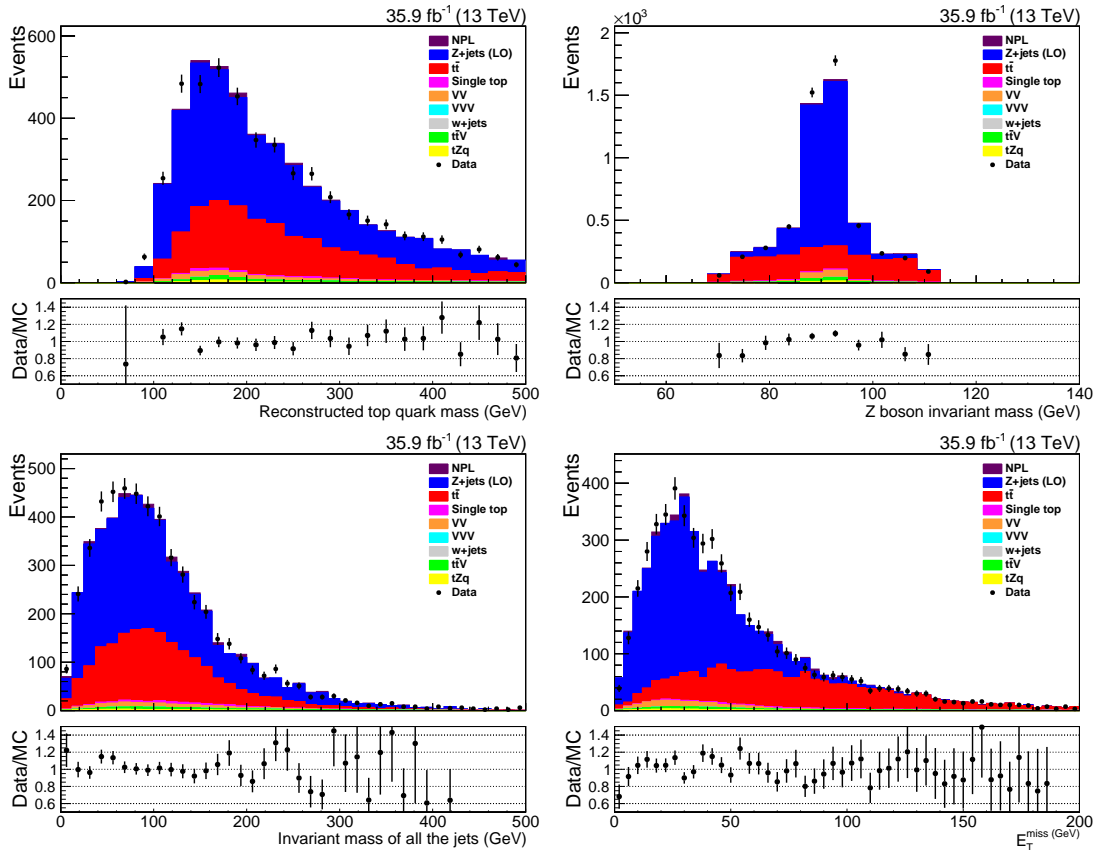 35.9 fb⁻¹ (13 TeV)
Events
600
400
200
0
NPL
Z+jets (LO)
tt̄
Single top
VV
VVV
w+jets
tt̄V
tZq
Data
Data/MC
1.4
1.2
1
0.8
0.6
0 100 200 300 400 500
Reconstructed top quark mass (GeV)
×10³
35.9 fb⁻¹ (13 TeV)
Events
2
1.5
1
0.5
0
NPL
Z+jets (LO)
tt̄
Single top
VV
VVV
w+jets
tt̄V
tZq
Data
Data/MC
1.4
1.2
1
0.8
0.6
60 80 100 120 140
Z boson invariant mass (GeV)
35.9 fb⁻¹ (13 TeV)
Events
500
400
300
200
100
0
NPL
Z+jets (LO)
tt̄
Single top
VV
VVV
w+jets
tt̄V
tZq
Data
Data/MC
1.4
1.2
1
0.8
0.6
0 100 200 300 400 500
Invariant mass of all the jets (GeV)
35.9 fb⁻¹ (13 TeV)
Events
400
300
200
100
0
NPL
Z+jets (LO)
tt̄
Single top
VV
VVV
w+jets
tt̄V
tZq
Data
Data/MC
1.4
1.2
1
0.8
0.6
0 50 100 150 200
E_T^miss (GeV)